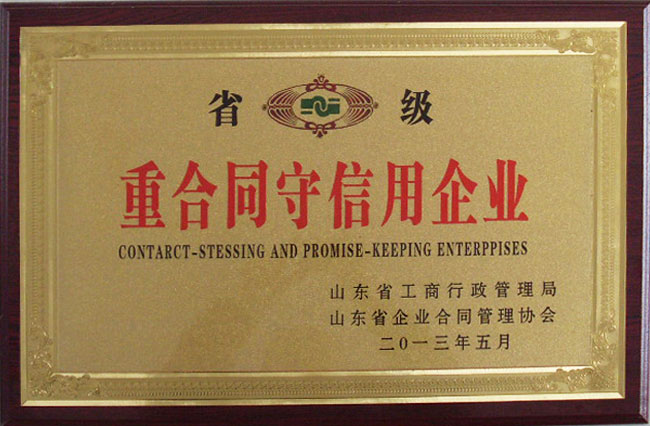 省 级
重合同守信用企业
CONTARCT-STESSING AND PROMISE-KEEPING ENTERPPISES
山东省工商行政管理局
山东省企业合同管理协会
二〇一三年五月